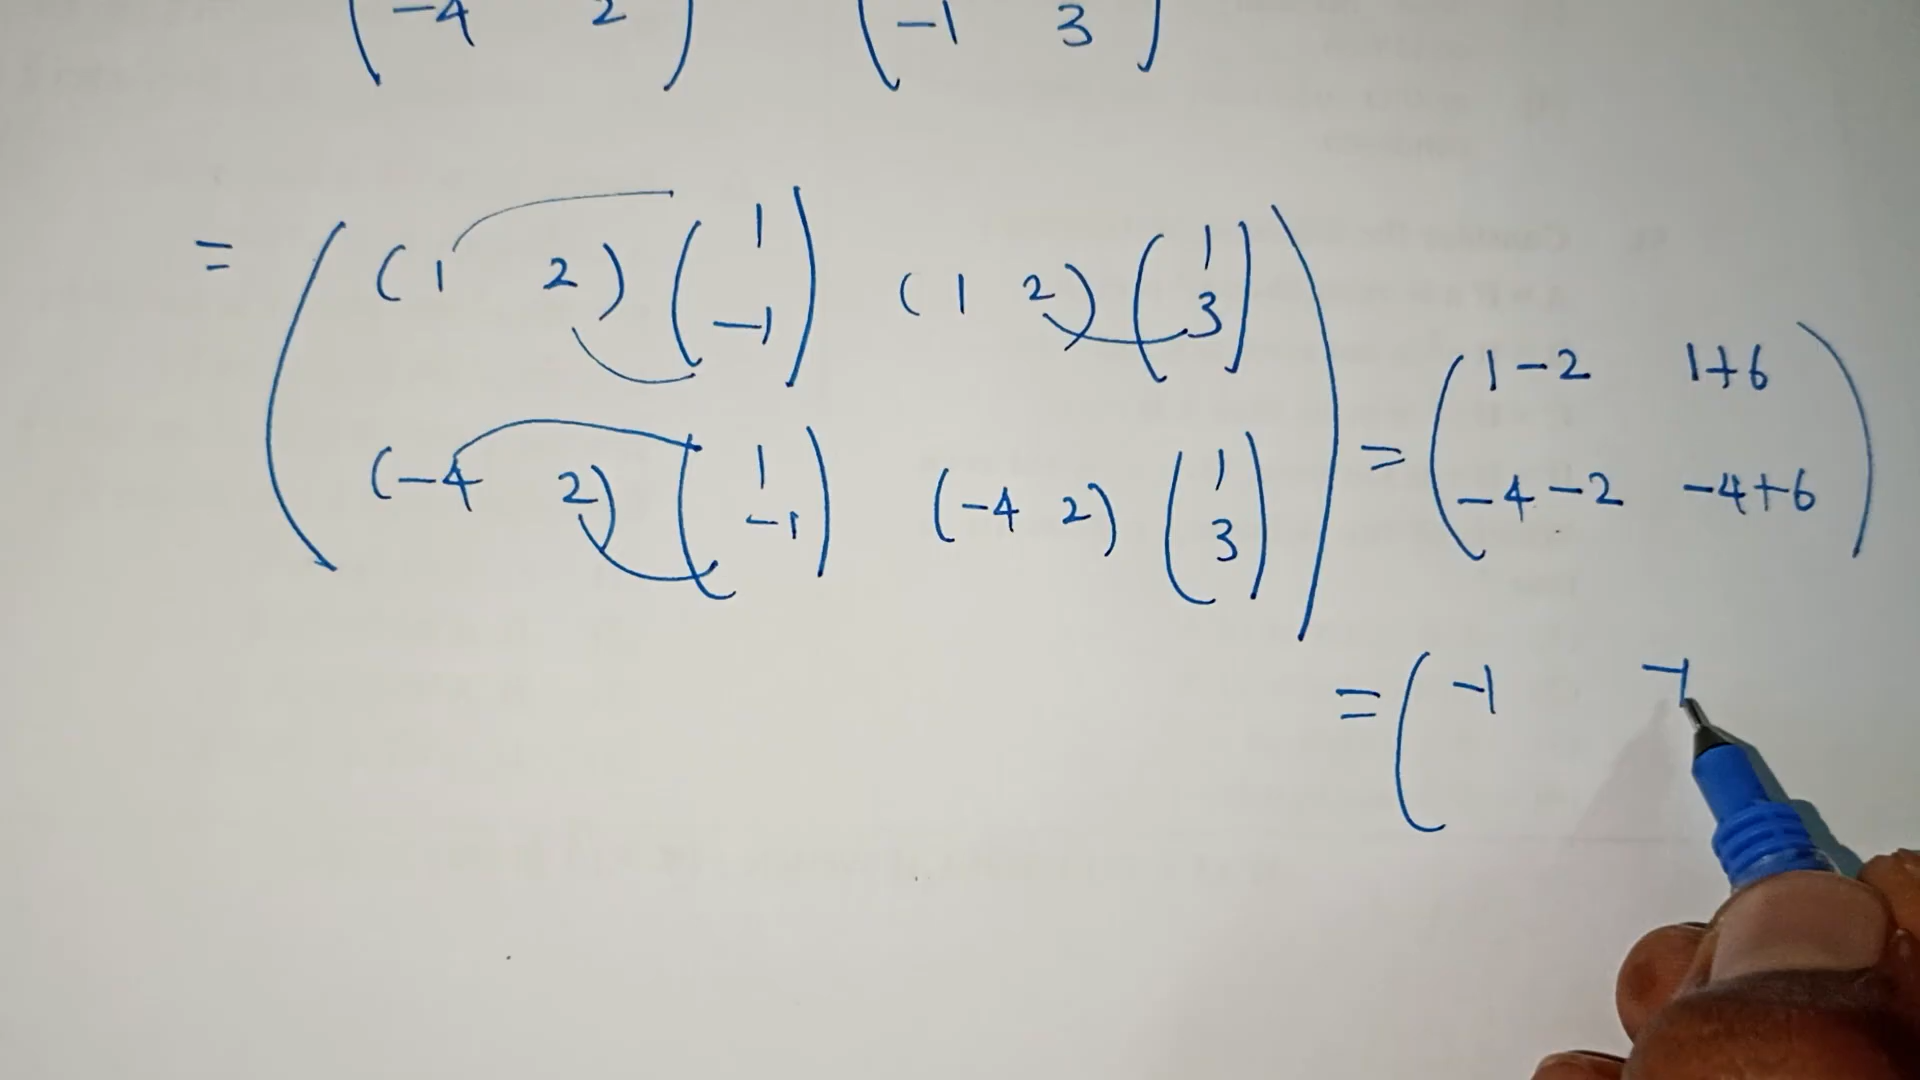 (-4 2) (-1 3)
= ( (1 2) (1 -1) (1 2) (1 3)
(-4 2) (1 -1) (-4 2) (1 3) ) = ( 1-2 1+6
-4-2 -4+6 )
= ( -1 7